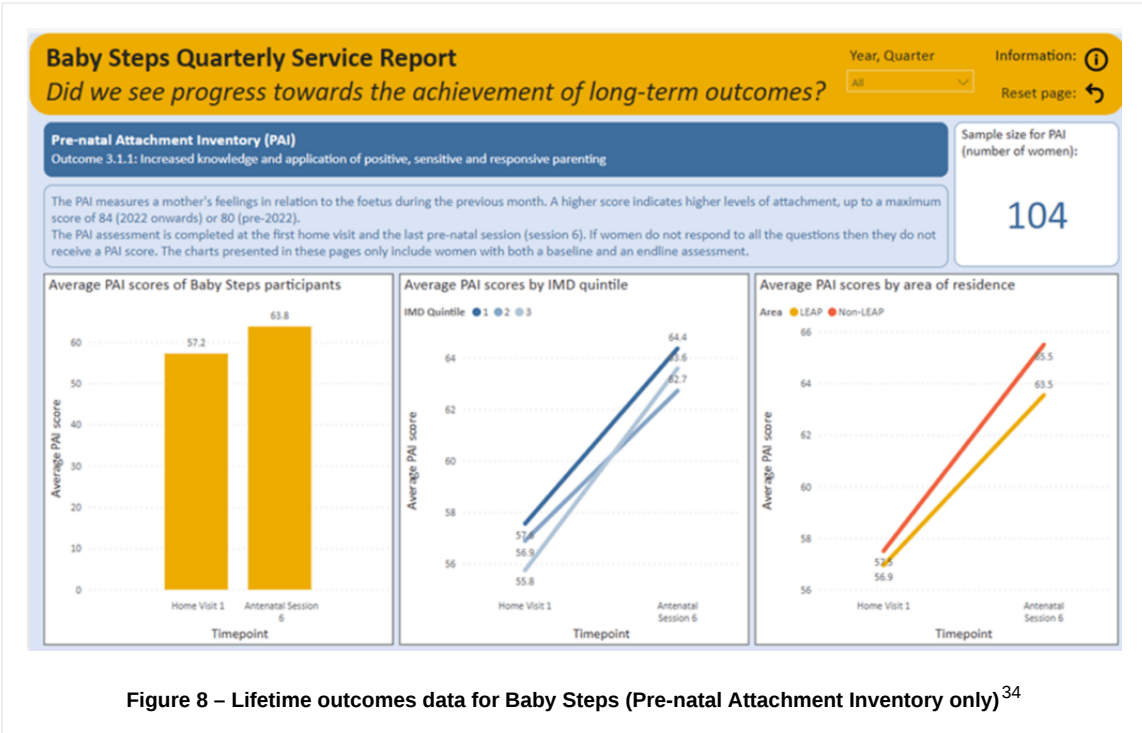 Baby Steps Quarterly Service Report
Did we see progress towards the achievement of long-term outcomes?
Year, Quarter
All
Information:
Reset page:
Pre-natal Attachment Inventory (PAI)
Outcome 3.1.1: Increased knowledge and application of positive, sensitive and responsive parenting
Sample size for PAI
(number of women):
104
The PAI measures a mother's feelings in relation to the foetus during the previous month. A higher score indicates higher levels of attachment, up to a maximum
score of 84 (2022 onwards) or 80 (pre-2022).
The PAI assessment is completed at the first home visit and the last pre-natal session (session 6). If women do not respond to all the questions then they do not
receive a PAI score. The charts presented in these pages only include women with both a baseline and an endline assessment.
Average PAI scores of Baby Steps participants
Average PAI score
60
50
40
30
20
10
0
57.2
63.8
Home Visit 1
Antenatal Session
6
Timepoint
Average PAI scores by IMD quintile
IMD Quintile 1 2 3
Average PAI score
64
62
60
58
56
64.4
63.6
62.7
57.6
56.9
55.8
Home Visit 1
Antenatal
Session 6
Timepoint
Average PAI scores by area of residence
Area LEAP Non-LEAP
Average PAI score
66
64
62
60
58
56
65.5
63.5
57.5
56.9
Home Visit 1
Antenatal
Session 6
Timepoint
Figure 8 – Lifetime outcomes data for Baby Steps (Pre-natal Attachment Inventory only)34